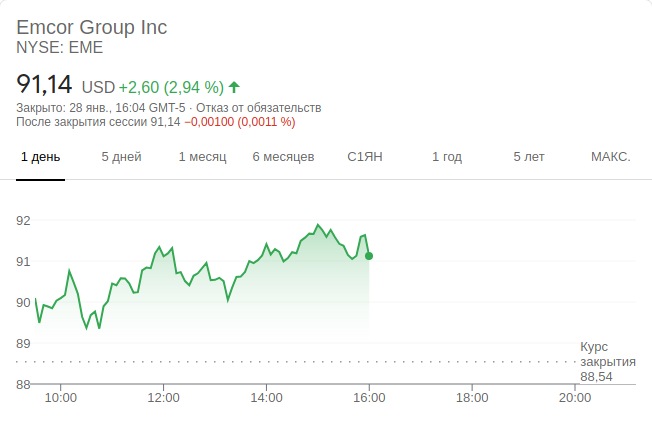 Emcor Group Inc
NYSE: EME
91,14 USD +2,60 (2,94 %)
Закрыто: 28 янв., 16:04 GMT-5 · Отказ от обязательств
После закрытия сессии 91,14 −0,00100 (0,0011 %)
1 день 5 дней 1 месяц 6 месяцев С1ЯН 1 год 5 лет МАКС.
92
91
90
89
Курс
закрытия
88,54
88
10:00 12:00 14:00 16:00 18:00 20:00